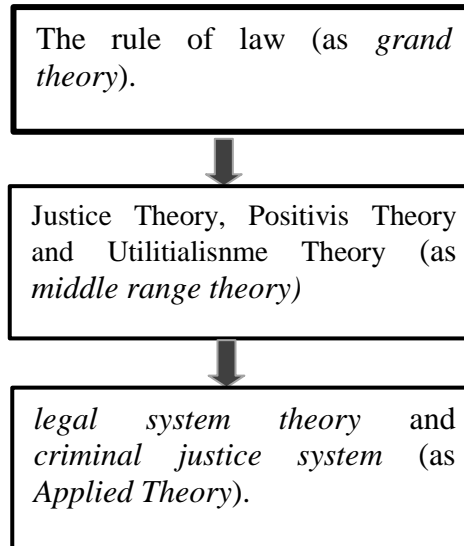 The rule of law (as grand
theory).
Justice Theory, Positivis Theory
and Utilitialisnme Theory (as
middle range theory)
legal system theory and
criminal justice system (as
Applied Theory).